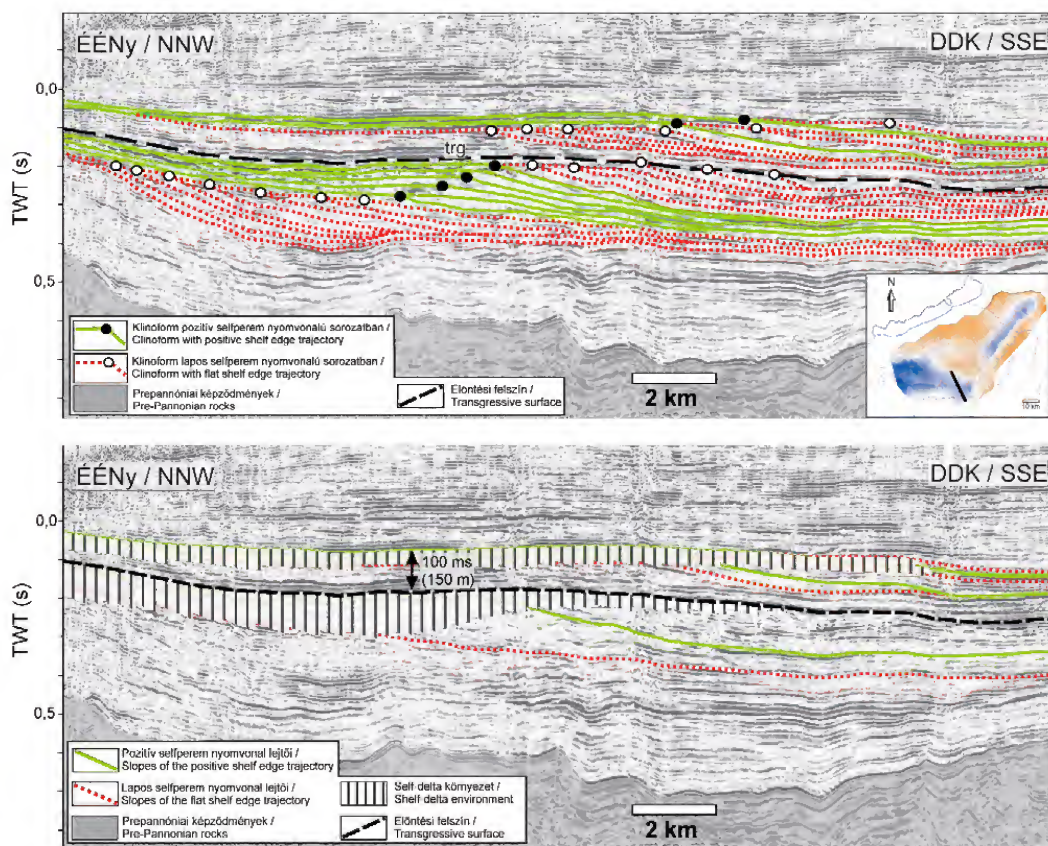 ÉÉNy / NNW
DDK / SSE
0,0
trg
TWT (s)
0,5
N
Klinoform pozitív selfperem nyomvonalú sorozatban /
Clinoform with positive shelf edge trajectory
Klinoform lapos selfperem nyomvonalú sorozatban /
Clinoform with flat shelf edge trajectory
Prepannóniai képződmények /
Pre-Pannonian rocks
Elöntési felszín /
Transgressive surface
2 km
10 km
ÉÉNy / NNW
DDK / SSE
0,0
100 ms
(150 m)
TWT (s)
0,5
Pozitív selfperem nyomvonal lejtői /
Slopes of the positive shelf edge trajectory
Lapos selfperem nyomvonal lejtői /
Slopes of the flat shelf edge trajectory
Prepannóniai képződmények /
Pre-Pannonian rocks
Self-delta környezet /
Shelf-delta environment
Elöntési felszín /
Transgressive surface
2 km